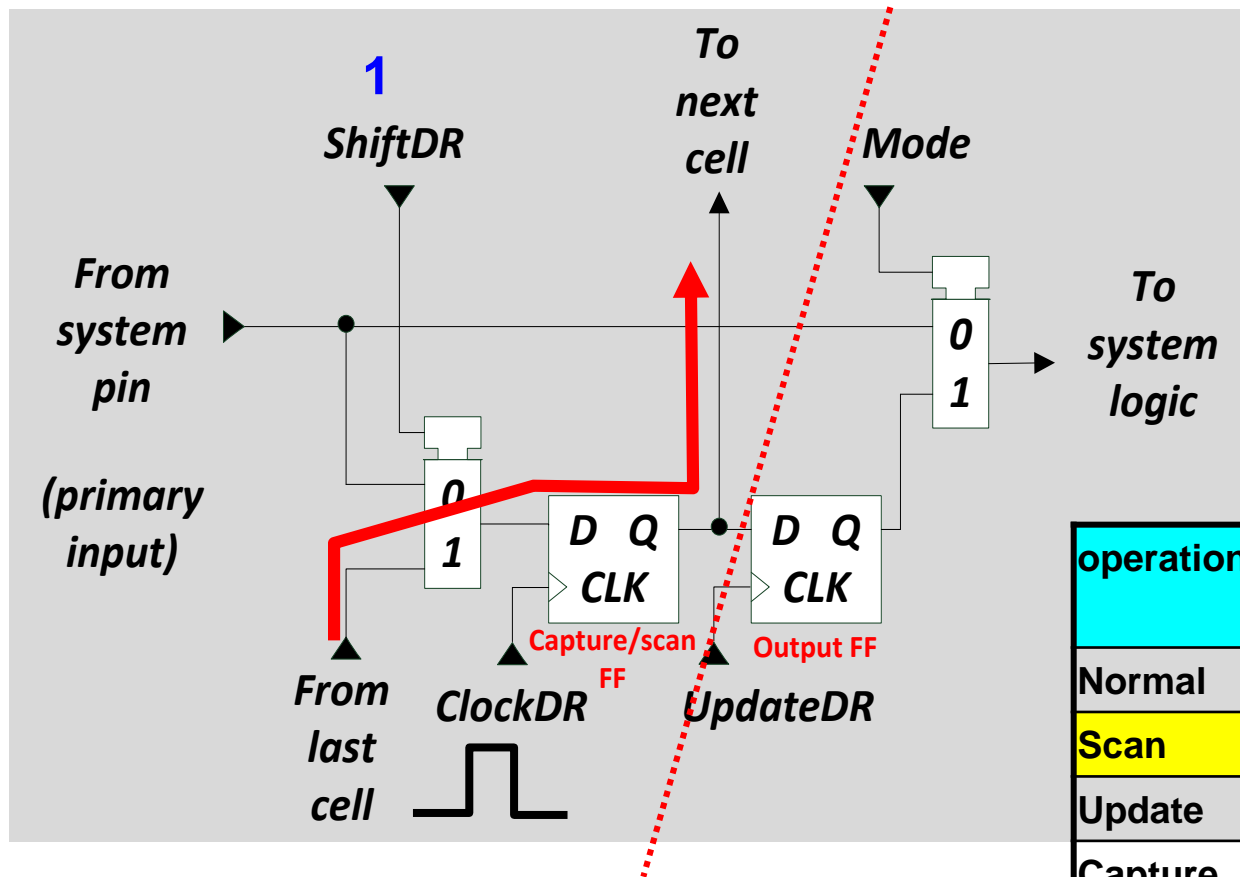 1
ShiftDR
To
next
cell
Mode
From
system
pin
(primary
input)
0
1
To
system
logic
0
1
D Q
CLK
D Q
CLK
Capture/scan
FF
Output FF
From
last
cell
ClockDR
UpdateDR
operation
Normal
Scan
Update
Capture